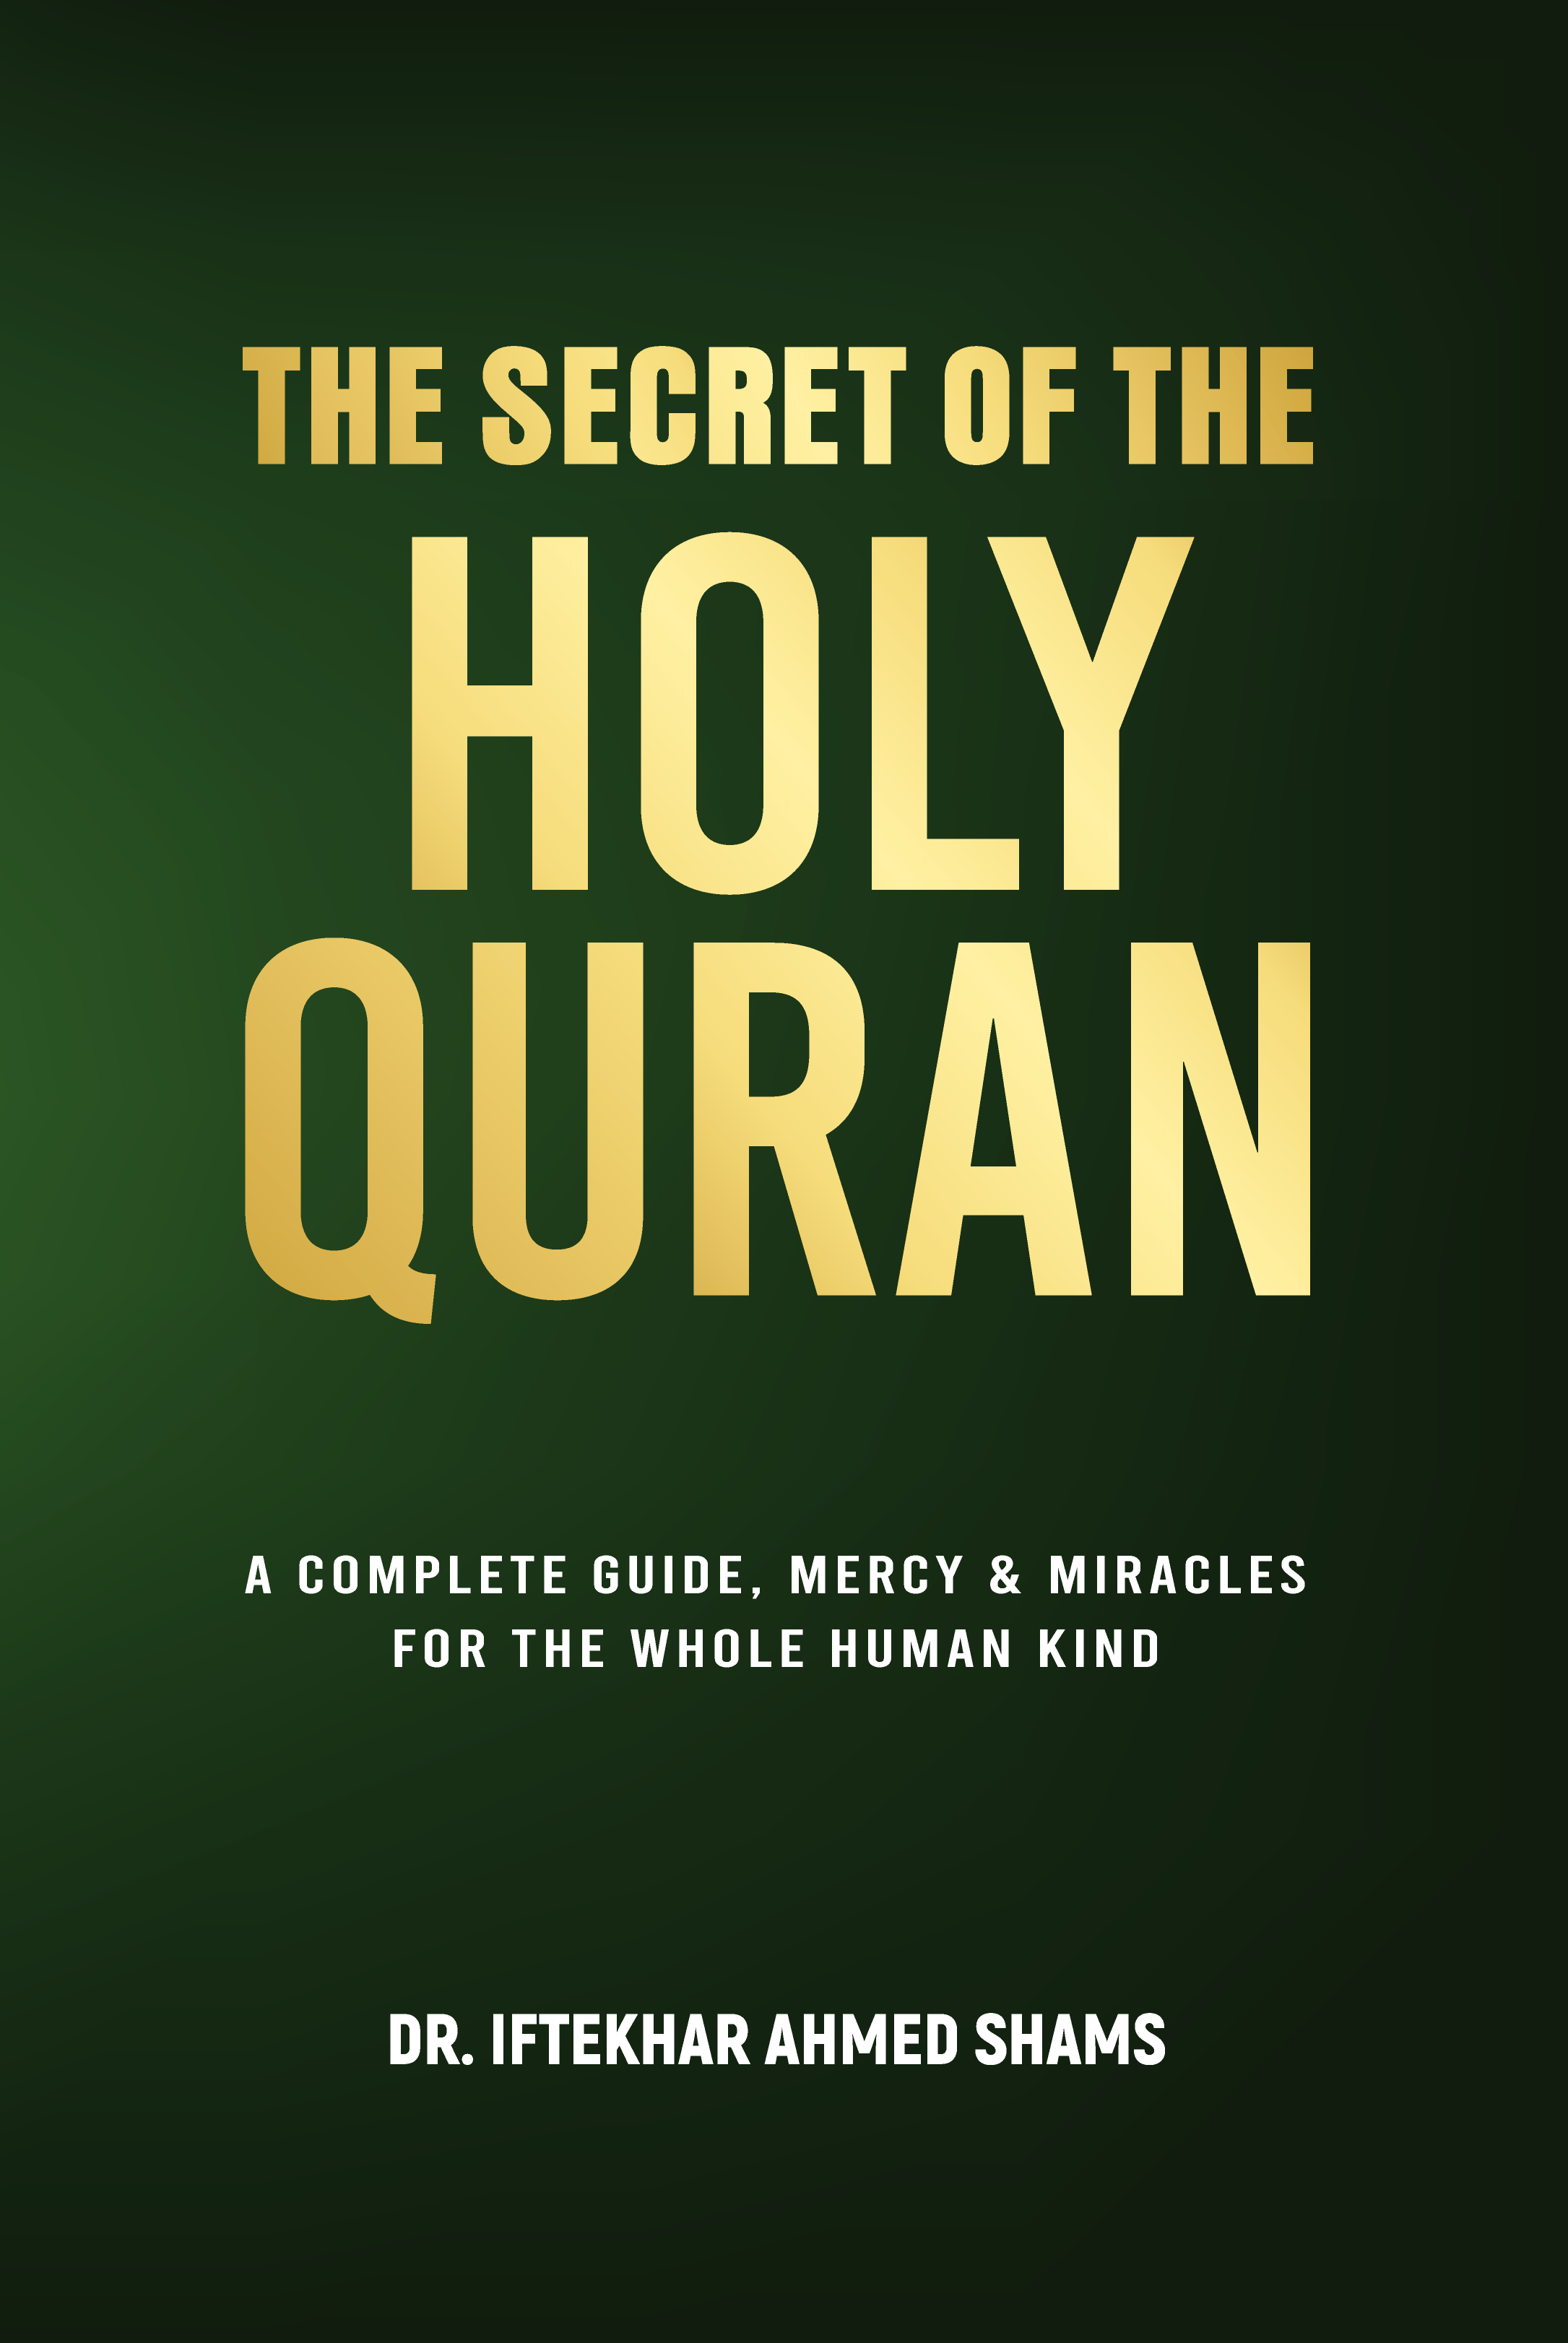 THE SECRET OF THE
HOLY
QURAN
A COMPLETE GUIDE, MERCY & MIRACLES
FOR THE WHOLE HUMAN KIND
DR. IFTEKHAR AHMED SHAMS